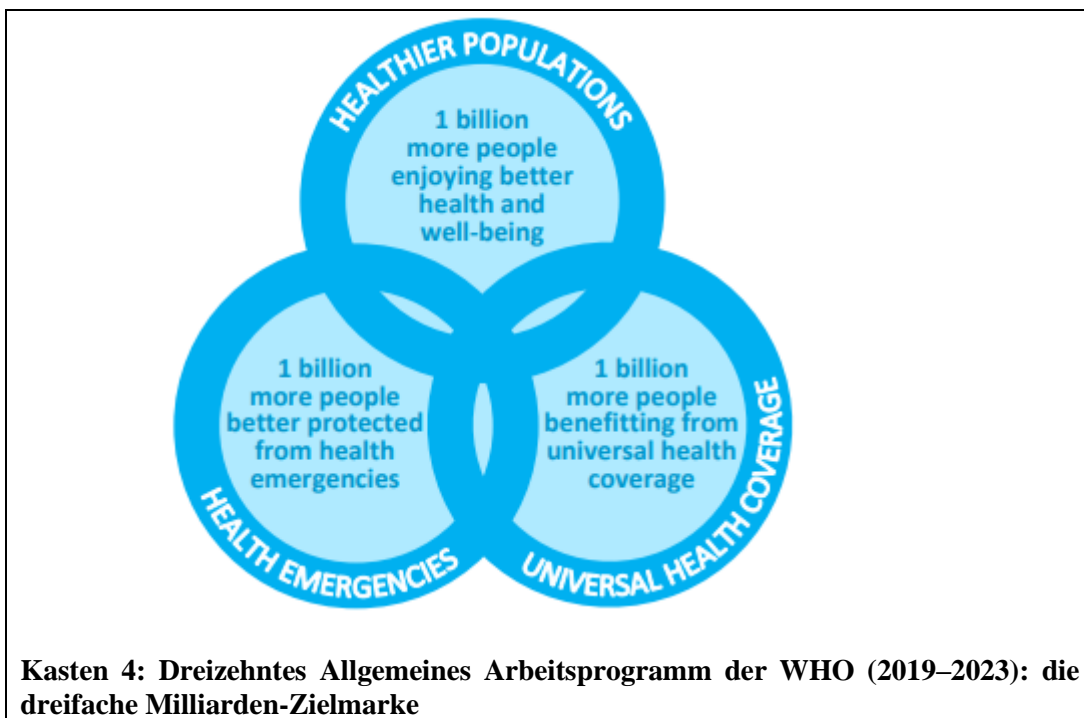 HEALTHIER POPULATIONS
1 billion
more people
enjoying better
health and
well-being
1 billion
more people
better protected
from health
emergencies
HEALTH EMERGENCIES
1 billion
more people
benefitting from
universal health
coverage
UNIVERSAL HEALTH COVERAGE
Kasten 4: Dreizehntes Allgemeines Arbeitsprogramm der WHO (2019–2023): die
dreifache Milliarden-Zielmarke